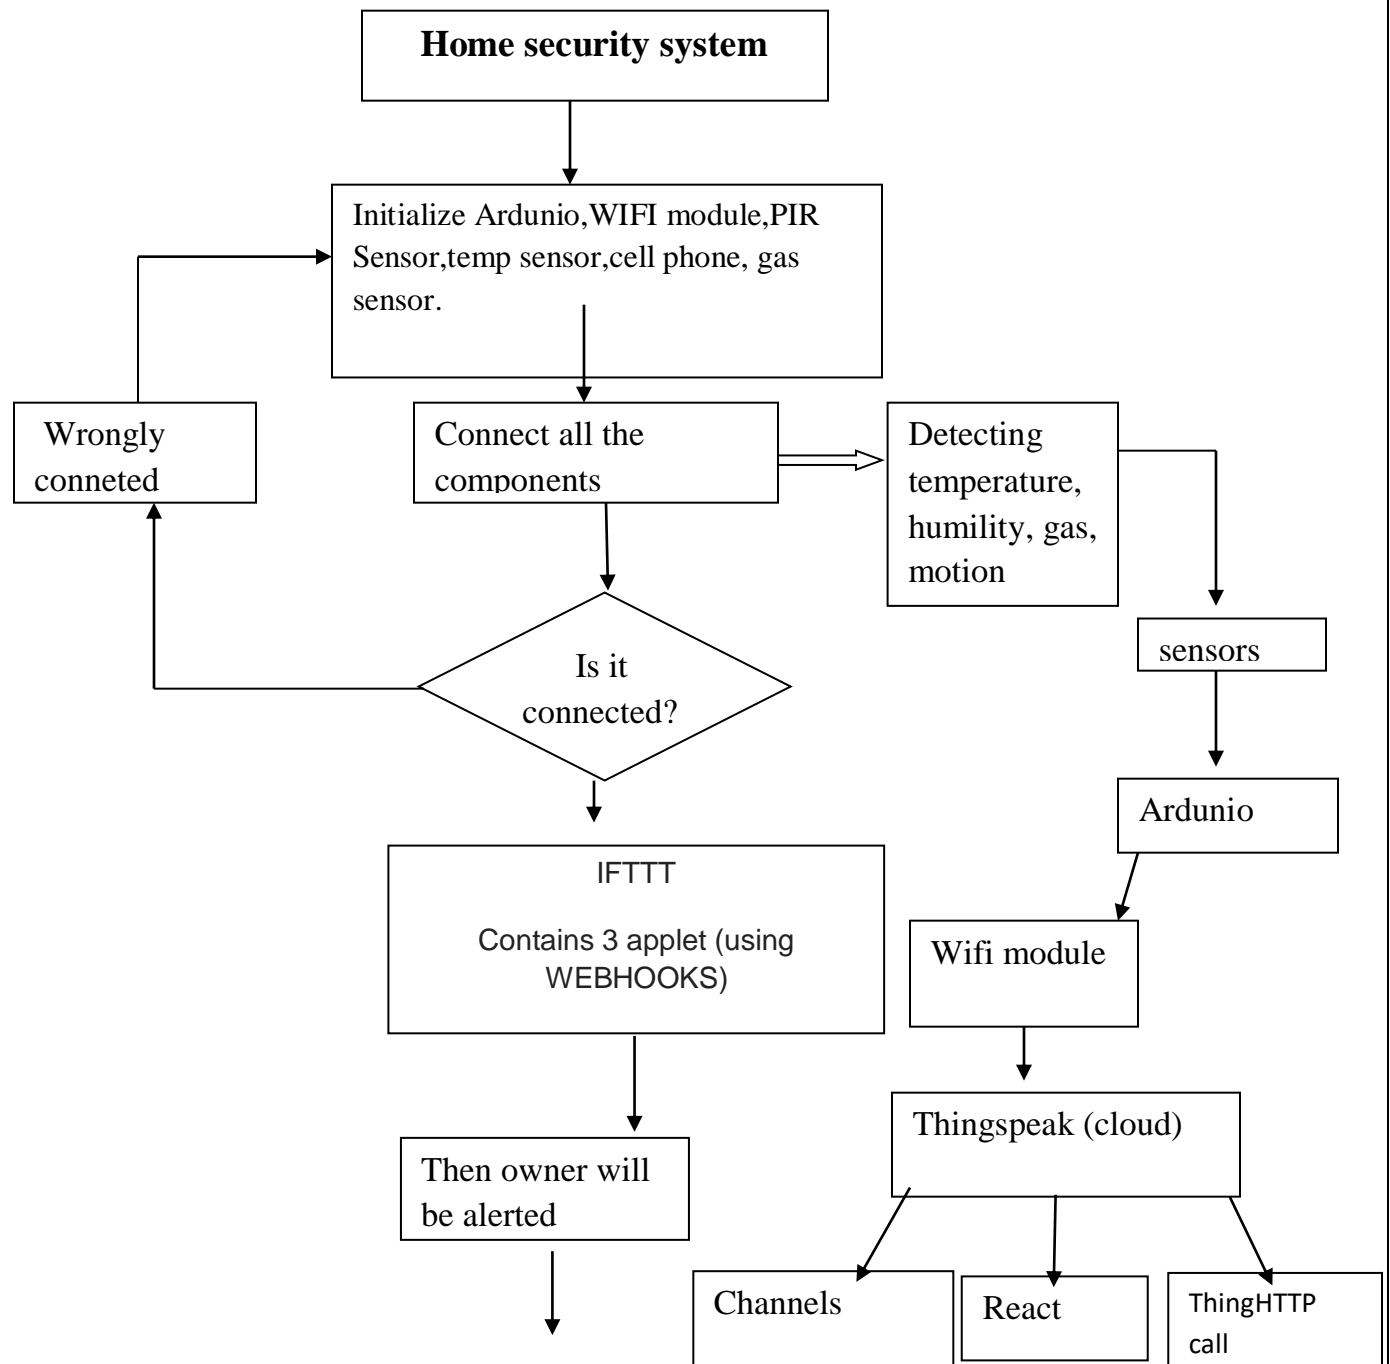 Home security system
Initialize Ardunio,WIFI module,PIR
Sensor,temp sensor,cell phone, gas
sensor.
Wrongly
conneted
Connect all the
components
Detecting
temperature,
humility, gas,
motion
Is it
connected?
sensors
Ardunio
IFTTT
Contains 3 applet (using
WEBHOOKS)
Wifi module
Thingspeak (cloud)
Then owner will
be alerted
Channels
React
ThingHTTP
call